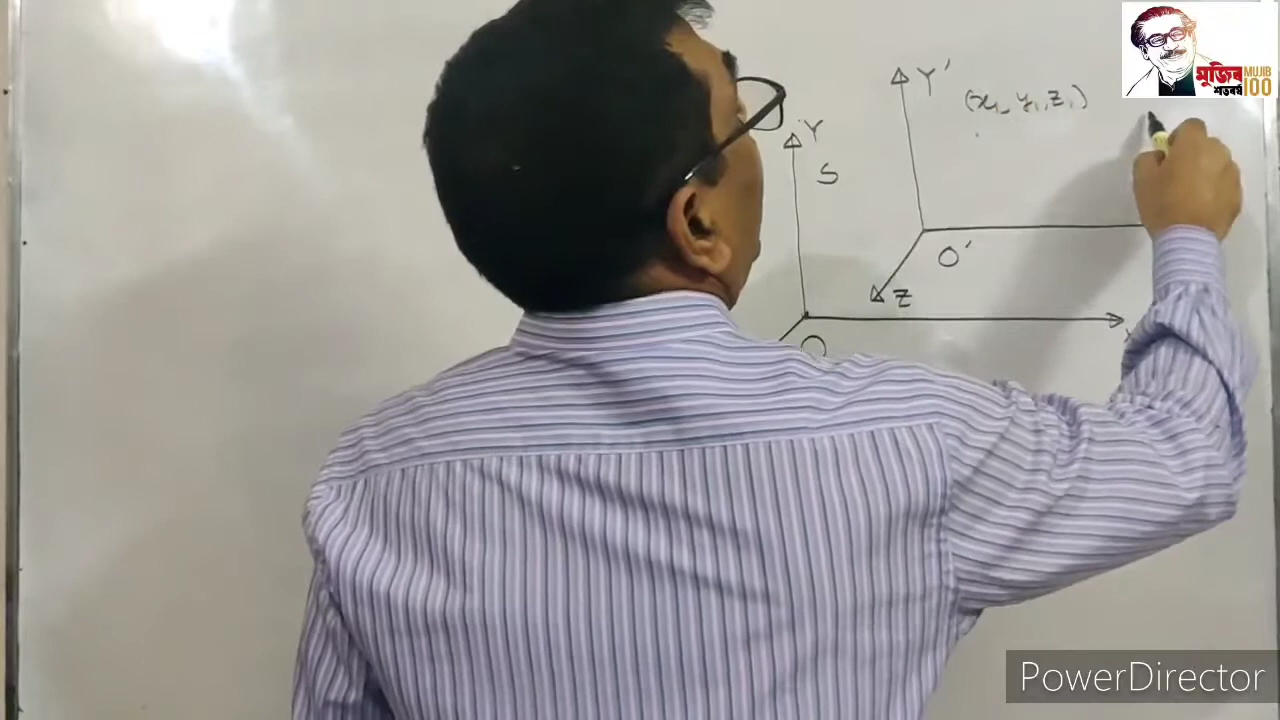 মুজিব MUJIB
শতবর্ষ 100
Y'
(x₁, y₁, z₁)
Y
S
O'
Z
O
PowerDirector